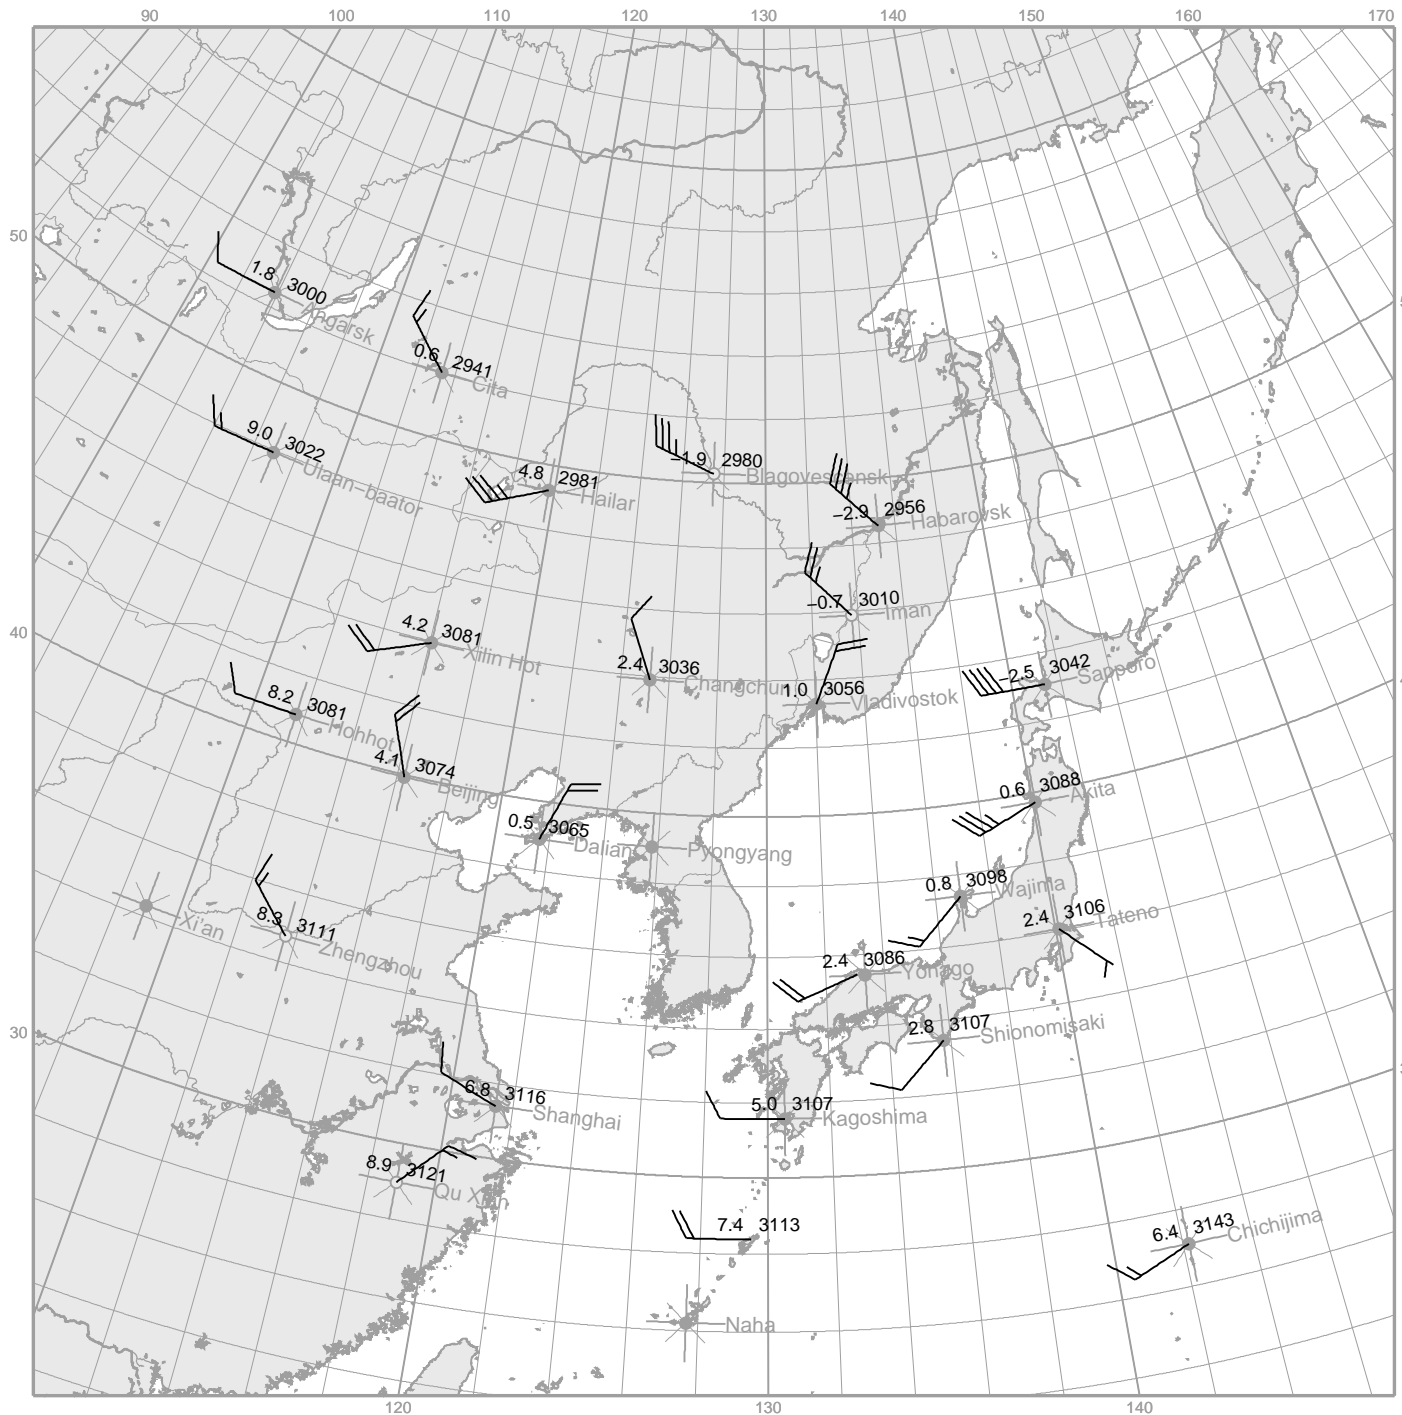 90 100 110 120 130 140 150 160 170
50
1.8 3000
Angarsk
0.6 2941
Cita
9.0 3022
Ulaan-baator
4.8 2981
Hailar
-1.9 2980
Blagovescensk
-2.9 2956
Habarovsk
-0.7 3010
Iman
40
4.2 3081
Xilin Hot
2.4 3036
Changchun
1.0 3056
Vladivostok
-2.5 3042
Sapporo
8.2 3081
Hohhot
4.1 3074
Beijing
0.5 3065
Dalian
Pyongyang
0.6 3088
Akita
0.8 3098
Wajima
2.4 3106
Tateno
Xi'an
8.3 3111
Zhengzhou
2.4 3086
Yonago
2.8 3107
Shionomisaki
30
6.8 3116
Shanghai
5.0 3107
Kagoshima
8.9 3121
Qu Xian
7.4 3113
6.4 3143
Chichijima
Naha
120 130 140